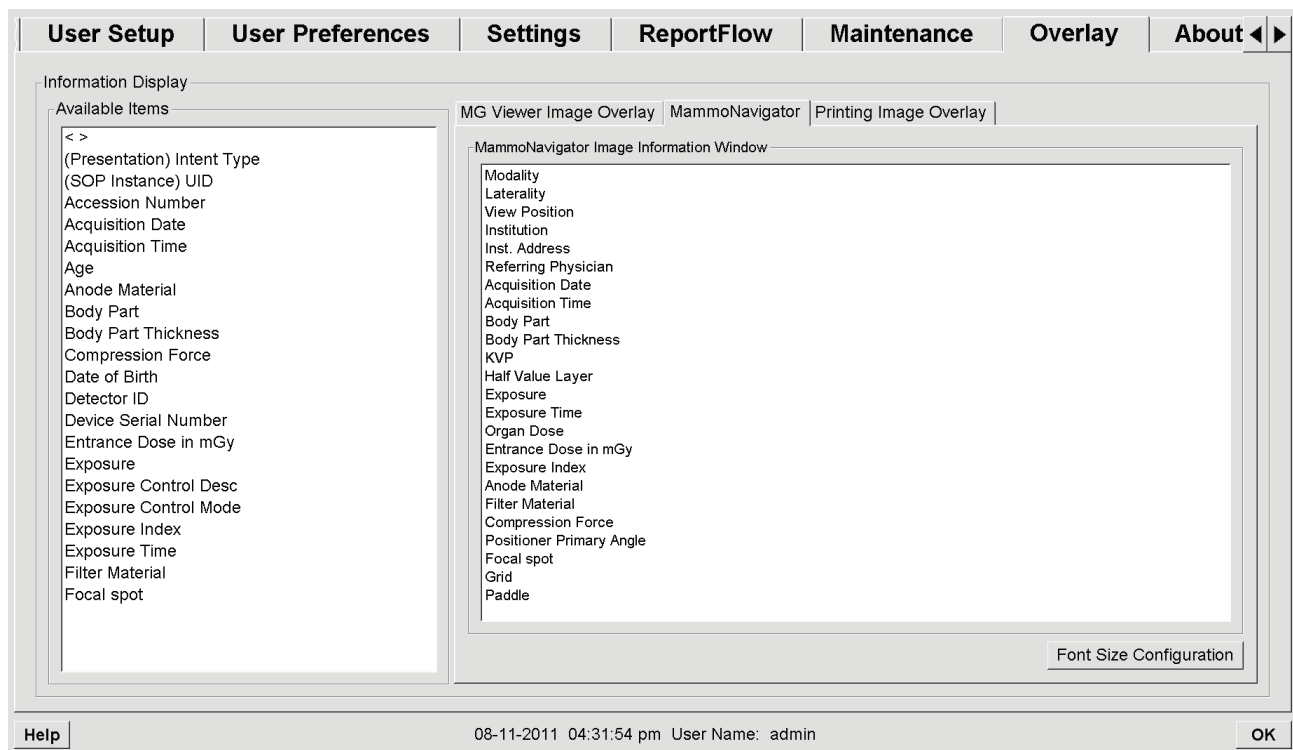 User Setup User Preferences Settings ReportFlow Maintenance Overlay About
Information Display
Available Items
< >
(Presentation) Intent Type
(SOP Instance) UID
Accession Number
Acquisition Date
Acquisition Time
Age
Anode Material
Body Part
Body Part Thickness
Compression Force
Date of Birth
Detector ID
Device Serial Number
Entrance Dose in mGy
Exposure
Exposure Control Desc
Exposure Control Mode
Exposure Index
Exposure Time
Filter Material
Focal spot
MG Viewer Image Overlay MammoNavigator Printing Image Overlay
MammoNavigator Image Information Window
Modality
Laterality
View Position
Institution
Inst. Address
Referring Physician
Acquisition Date
Acquisition Time
Body Part
Body Part Thickness
KVP
Half Value Layer
Exposure
Exposure Time
Organ Dose
Entrance Dose in mGy
Exposure Index
Anode Material
Filter Material
Compression Force
Positioner Primary Angle
Focal spot
Grid
Paddle
Font Size Configuration
Help 08-11-2011 04:31:54 pm User Name: admin OK